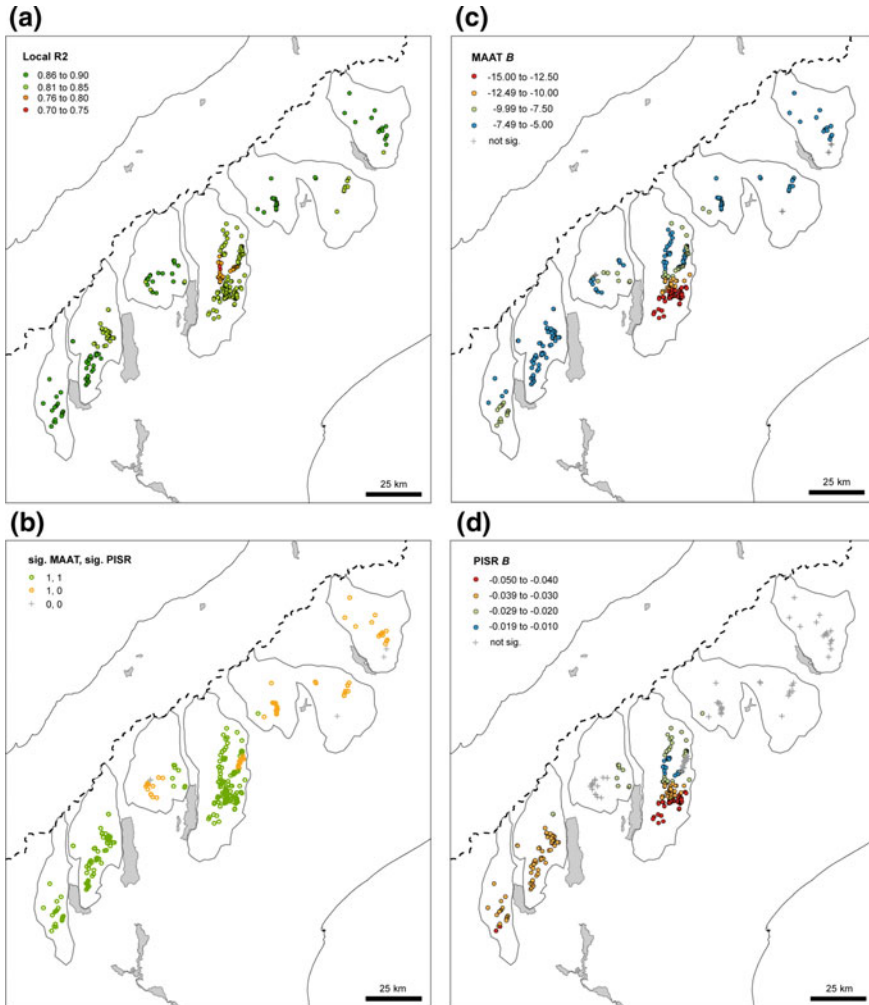 (a)
Local R2
0.86 to 0.90
0.81 to 0.85
0.76 to 0.80
0.70 to 0.75
25 km
(c)
MAAT B
-15.00 to -12.50
-12.49 to -10.00
-9.99 to -7.50
-7.49 to -5.00
not sig.
25 km
(b)
sig. MAAT, sig. PISR
1, 1
1, 0
0, 0
25 km
(d)
PISR B
-0.050 to -0.040
-0.039 to -0.030
-0.029 to -0.020
-0.019 to -0.010
not sig.
25 km